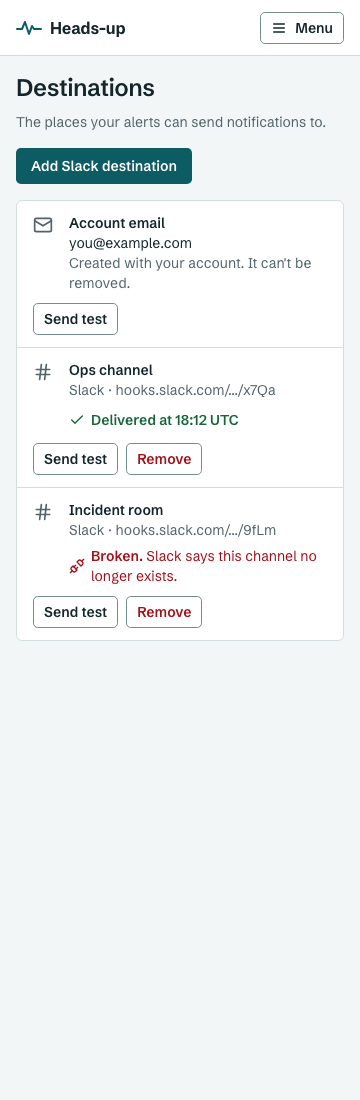 Heads-up
Menu
Destinations
The places your alerts can send notifications to.
Add Slack destination
Account email
you@example.com
Created with your account. It can't be
removed.
Send test
Ops channel
Slack · hooks.slack.com/…/x7Qa
Delivered at 18:12 UTC
Send test
Remove
Incident room
Slack · hooks.slack.com/…/9fLm
Broken. Slack says this channel no
longer exists.
Send test
Remove